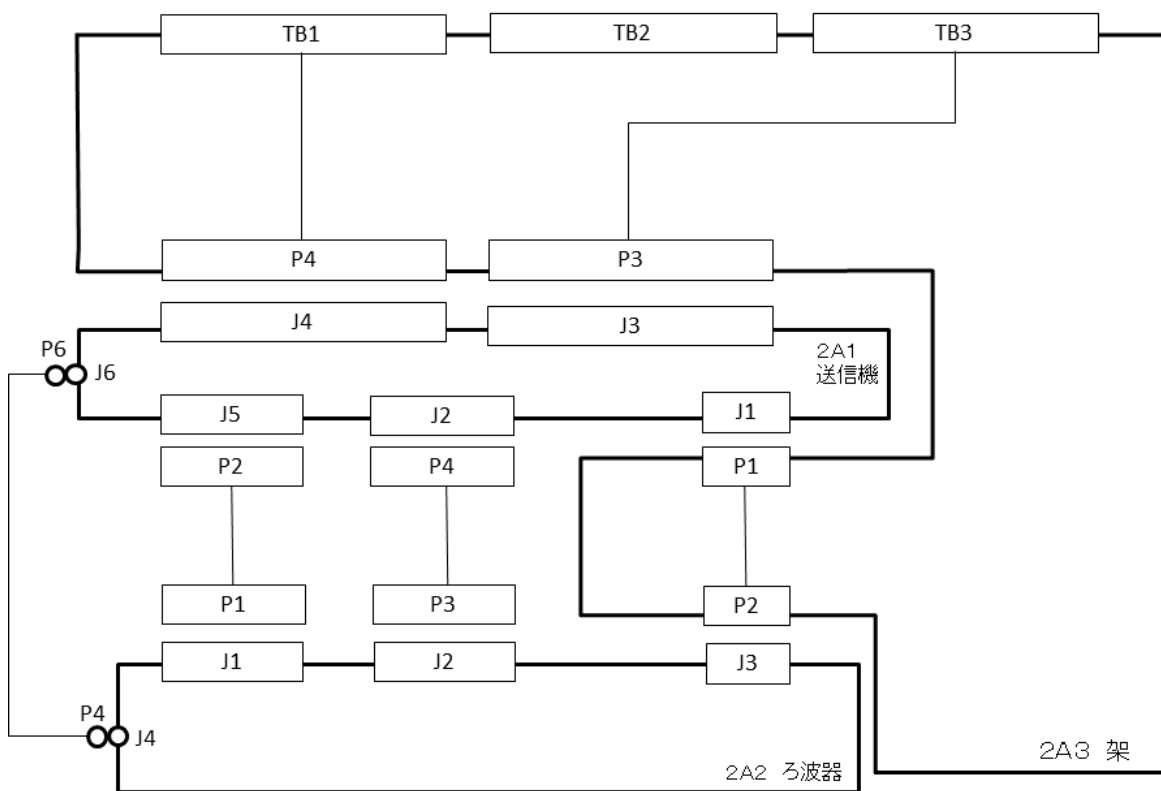 TB1
TB2
TB3
P4
P3
J4
J3
2A1
送信機
P6
J6
J5
J2
J1
P2
P4
P1
P1
P3
P2
J1
J2
J3
P4
J4
2A2 ろ波器
2A3 架